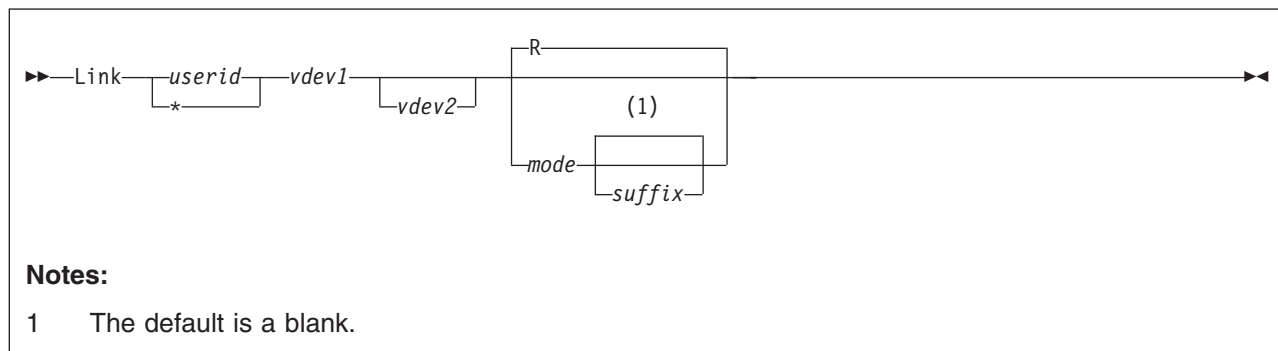 R
Link userid vdev1
* vdev2 (1)
mode
suffix
Notes:
1 The default is a blank.